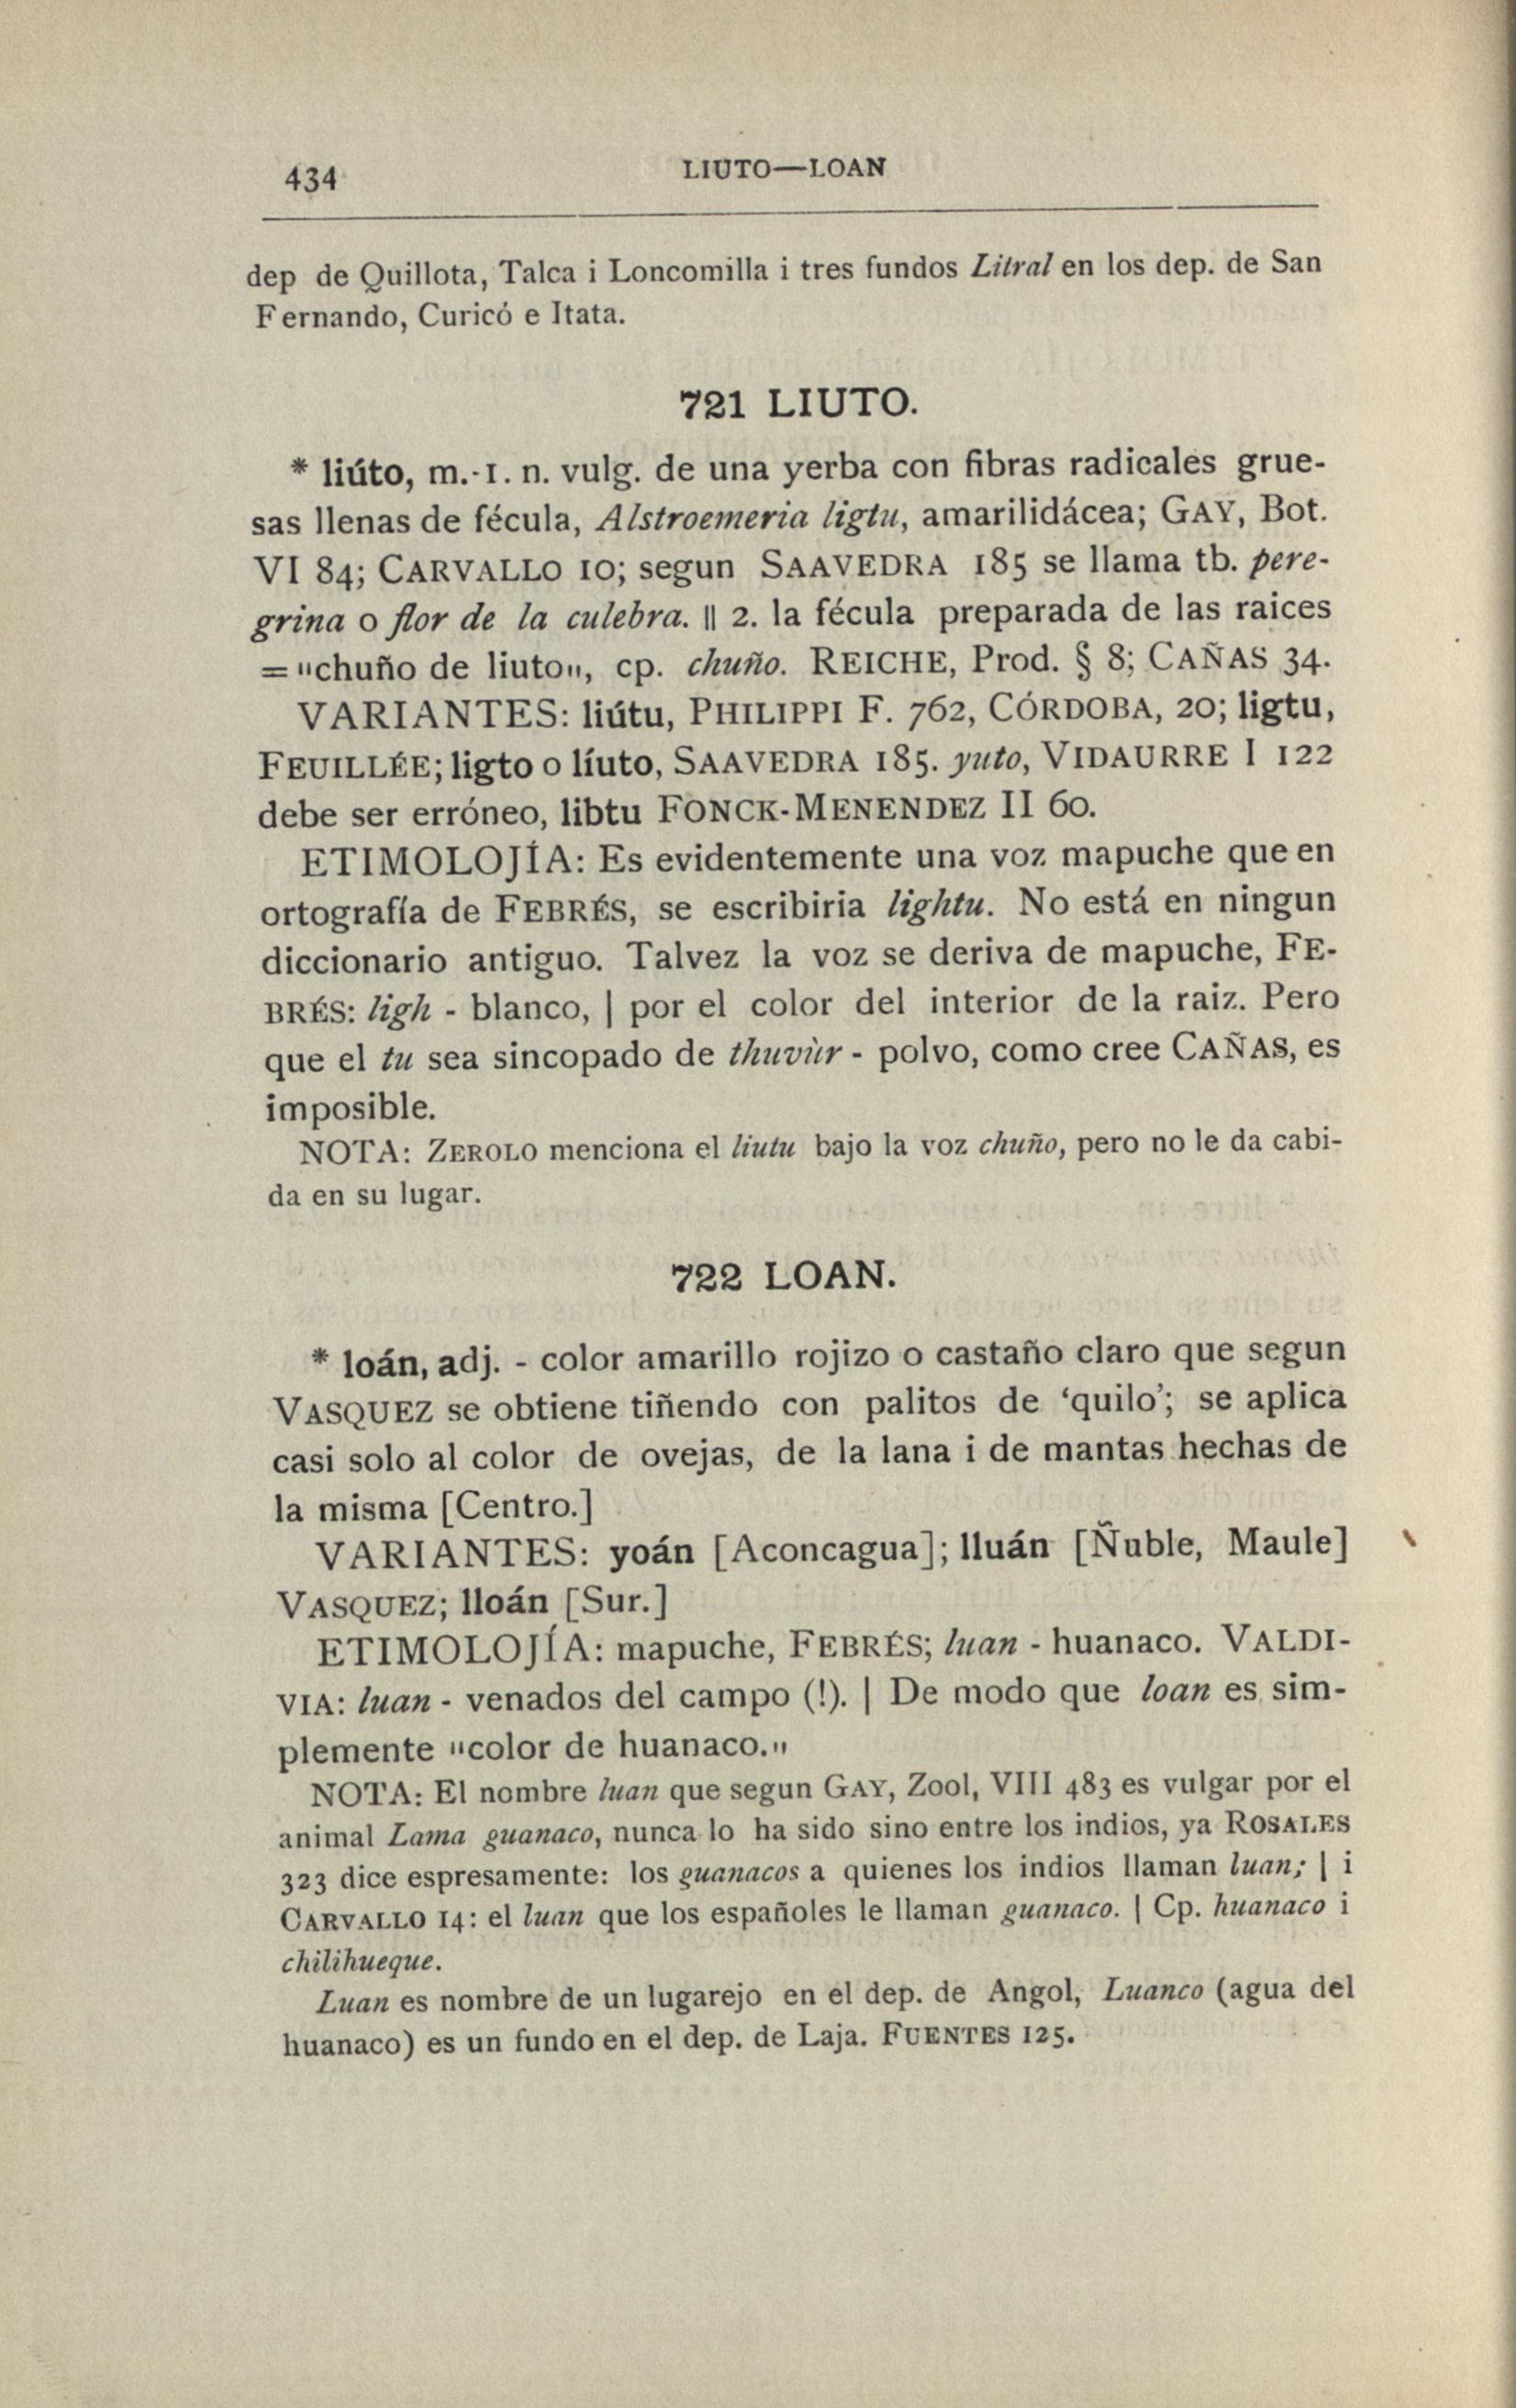 434
LIUTO—LOAN
dep de Quillota, Talca i Loncomilla i tres fundos Litral en los dep. de San
Fernando, Curicó e Itata.
721 LIUTO.
* liúto, m.-1. n. vulg. de una yerba con fibras radicales grue-
sas llenas de fécula, Alstroemeria ligtu, amarilidácea; GAY, Bot.
VI 84; CARVALLO 10; segun SAAVEDRA 185 se llama tb. pere-
grina o flor de la culebra. || 2. la fécula preparada de las raices
="chuño de liuto", cp. chuño. REICHE, Prod. § 8; CAÑAS 34.
VARIANTES: liútu, PHILIPPI F. 762, CÓRDOBA, 20; ligtu,
FEUILLÉE; ligto o líuto, SAAVEDRA 185. yuto, VIDAURRE I 122
debe ser erróneo, libtu FONCK-MENENDEZ II 60.
ETIMOLOJÍA: Es evidentemente una voz mapuche que en
ortografía de FEBRÉS, se escribiria lightu. No está en ningun
diccionario antiguo. Talvez la voz se deriva de mapuche, FE-
BRÉS: ligh - blanco, | por el color del interior de la raiz. Pero
que el tu sea sincopado de thuvùr - polvo, como cree CAÑAS, es
imposible.
NOTA: ZEROLO menciona el liutu bajo la voz chuño, pero no le da cabi-
da en su lugar.
722 LOAN.
* loán, adj. - color amarillo rojizo o castaño claro que segun
VASQUEZ se obtiene tiñendo con palitos de ‘quilo’; se aplica
casi solo al color de ovejas, de la lana i de mantas hechas de
la misma [Centro.]
VARIANTES: yoán [Aconcagua]; lluán [Ñuble, Maule]
VASQUEZ; lloán [Sur.]
ETIMOLOJÍA: mapuche, FEBRÉS; luan - huanaco. VALDI-
VIA: luan - venados del campo (!). | De modo que loan es sim-
plemente "color de huanaco."
NOTA: El nombre luan que segun GAY, Zool, VIII 483 es vulgar por el
animal Lama guanaco, nunca lo ha sido sino entre los indios, ya ROSALES
323 dice espresamente: los guanacos a quienes los indios llaman luan; | i
CARVALLO 14: el luan que los españoles le llaman guanaco. | Cp. huanaco i
chilihueque.
Luan es nombre de un lugarejo en el dep. de Angol, Luanco (agua del
huanaco) es un fundo en el dep. de Laja. FUENTES 125.